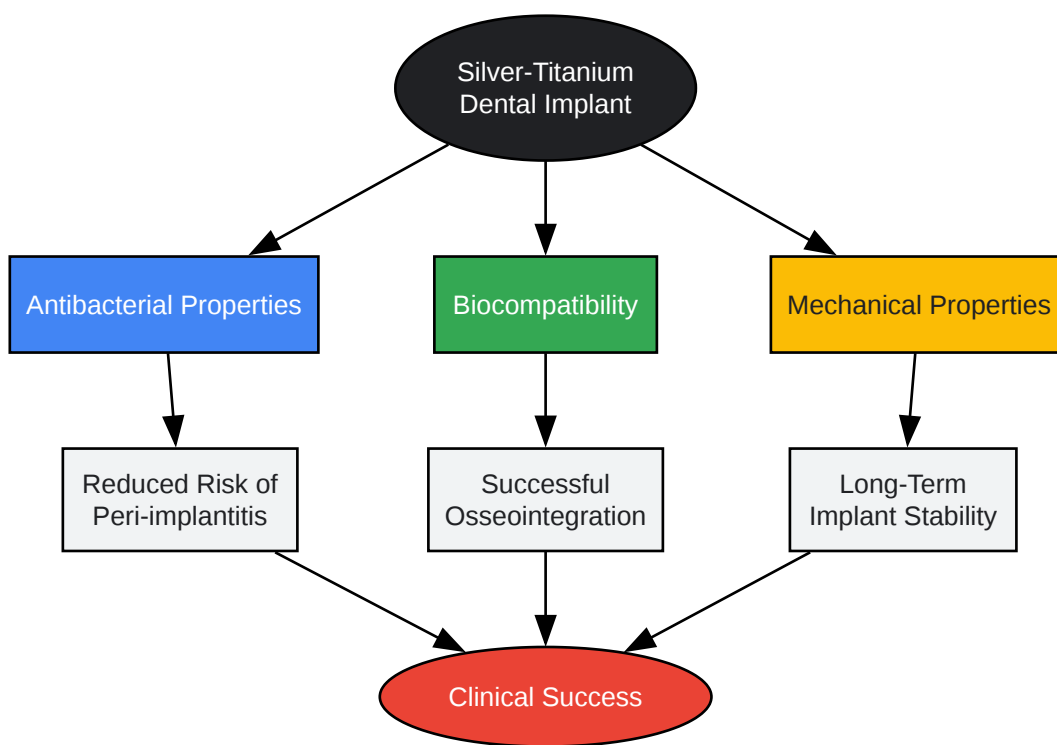 Silver-Titanium
Dental Implant
Antibacterial Properties
Biocompatibility
Mechanical Properties
Reduced Risk of
Peri-implantitis
Successful
Osseointegration
Long-Term
Implant Stability
Clinical Success